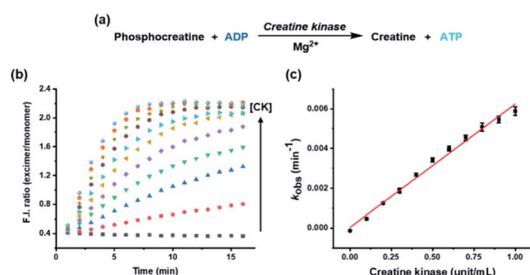 (a)
Creatine kinase
Phosphocreatine + ADP
Creatine + ATP
Mg²⁺
(b)
F.I. ratio (excimer/monomer)
2.4
2.0
1.6
1.2
0.8
0.4
[CK]
0
5
10
15
Time (min)
(c)
k_obs (min⁻¹)
0.006
0.004
0.002
0.000
0.00
0.25
0.50
0.75
1.00
Creatine kinase (unit/mL)